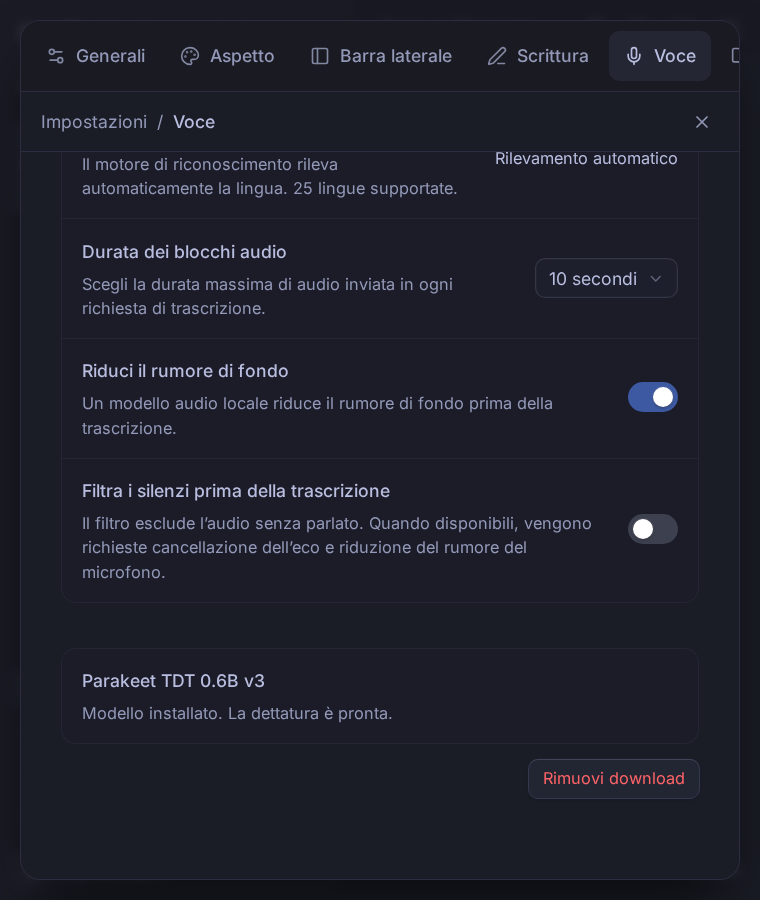 Generali
Aspetto
Barra laterale
Scrittura
Voce
Impostazioni / Voce
Il motore di riconoscimento rileva
automaticamente la lingua. 25 lingue supportate.
Rilevamento automatico
Durata dei blocchi audio
Scegli la durata massima di audio inviata in ogni
richiesta di trascrizione.
10 secondi
Riduci il rumore di fondo
Un modello audio locale riduce il rumore di fondo prima della
trascrizione.
Filtra i silenzi prima della trascrizione
Il filtro esclude l’audio senza parlato. Quando disponibili, vengono
richieste cancellazione dell’eco e riduzione del rumore del
microfono.
Parakeet TDT 0.6B v3
Modello installato. La dettatura è pronta.
Rimuovi download